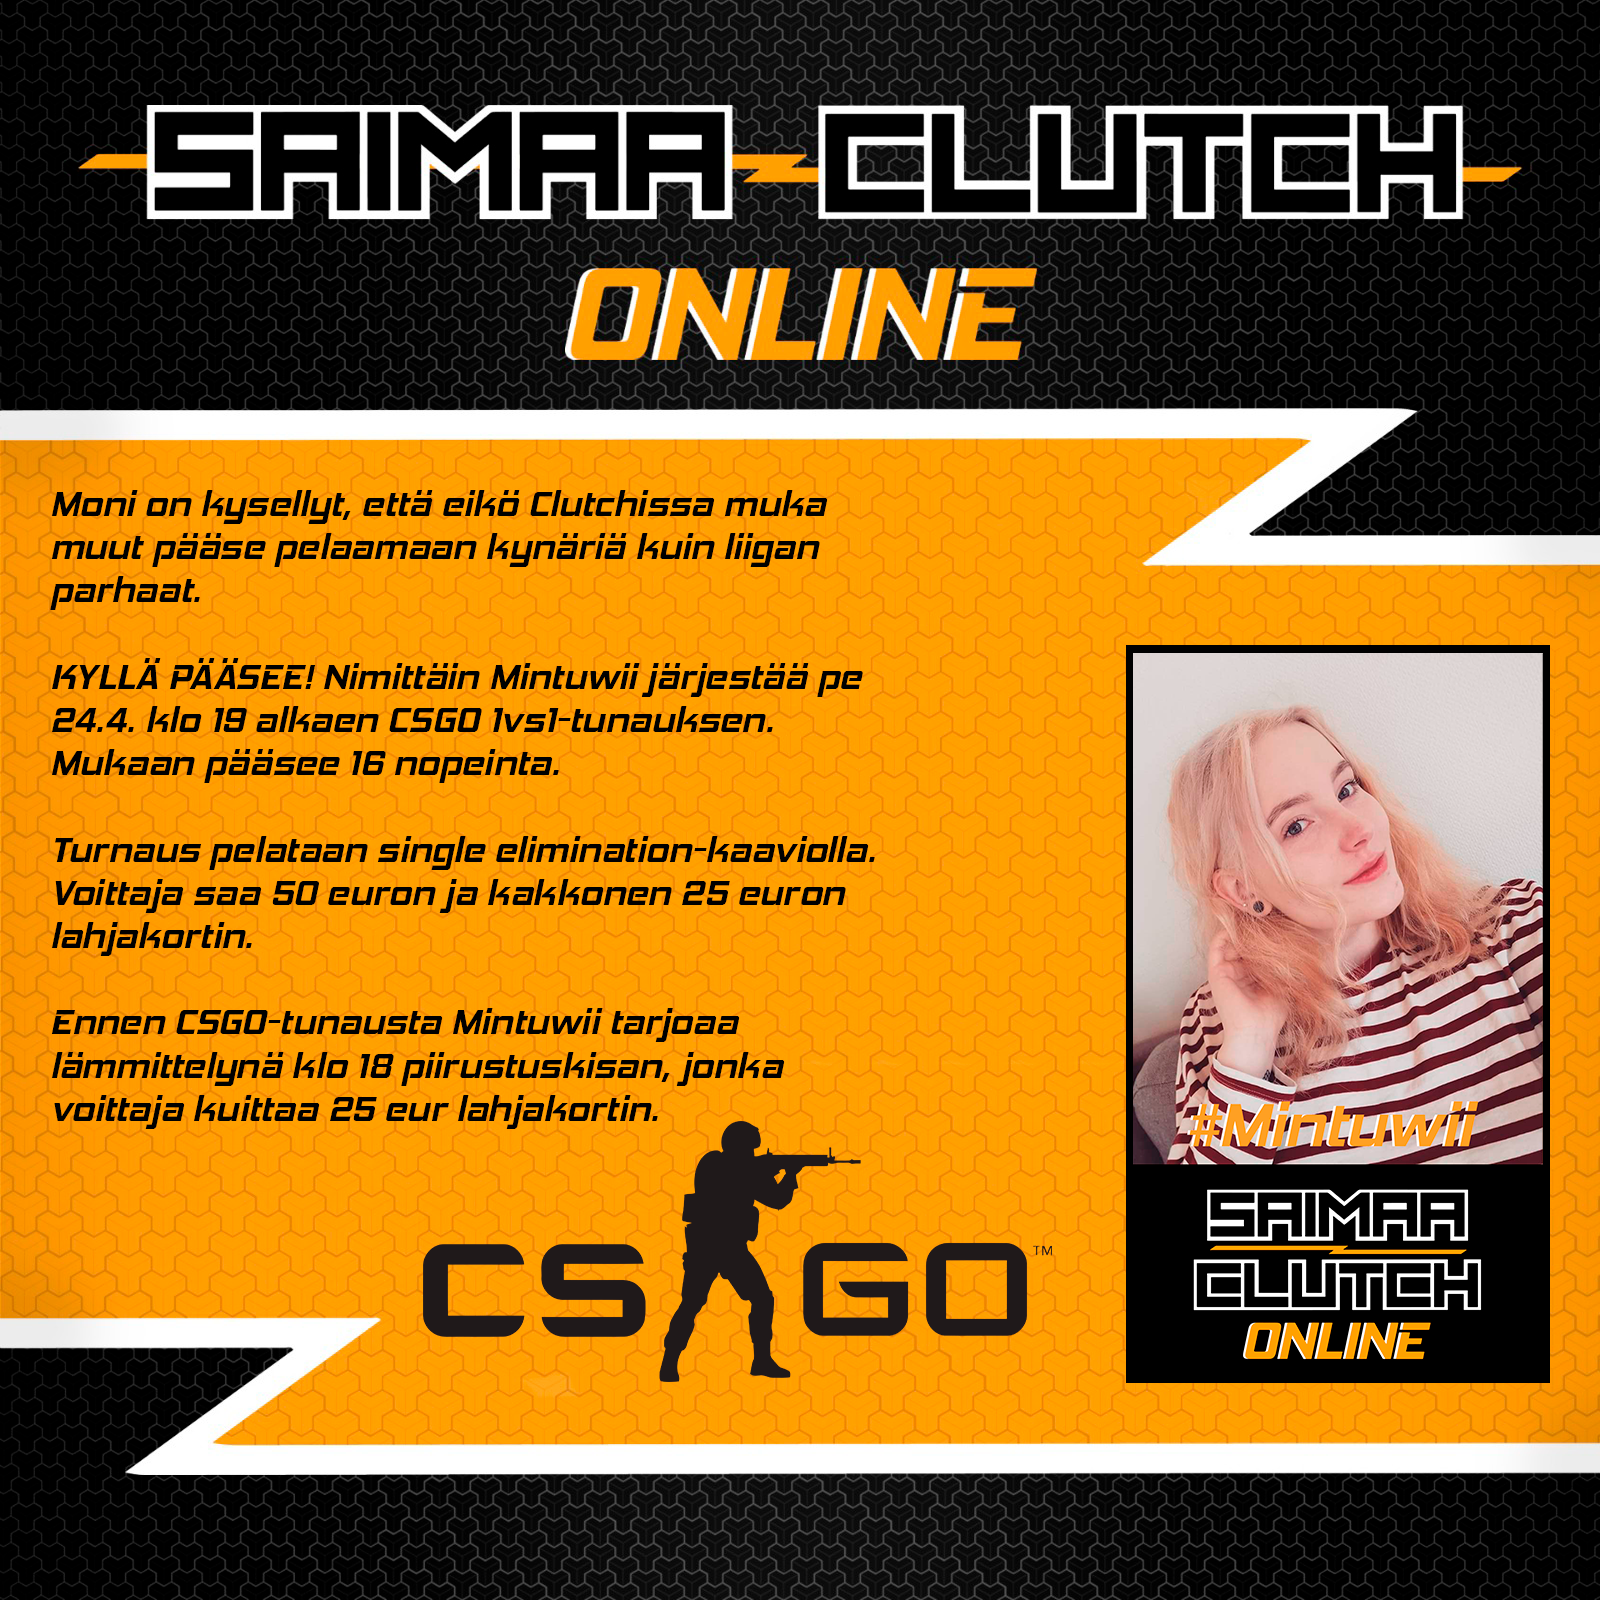 SAIMAA CLUTCH
ONLINE
Moni on kysellyt, että eikö Clutchissa muka
muut pääse pelaamaan kynäriä kuin liigan
parhaat.
KYLLÄ PÄÄSEE! Nimittäin Mintuwii järjestää pe
24.4. klo 19 alkaen CSGO 1vs1-tunauksen.
Mukaan pääsee 16 nopeinta.
Turnaus pelataan single elimination-kaaviolla.
Voittaja saa 50 euron ja kakkonen 25 euron
lahjakortin.
Ennen CSGO-tunausta Mintuwii tarjoaa
lämmittelynä klo 18 piirustuskisan, jonka
voittaja kuittaa 25 eur lahjakortin.
CS GO™
#Mintuwii
SAIMAA
CLUTCH
ONLINE